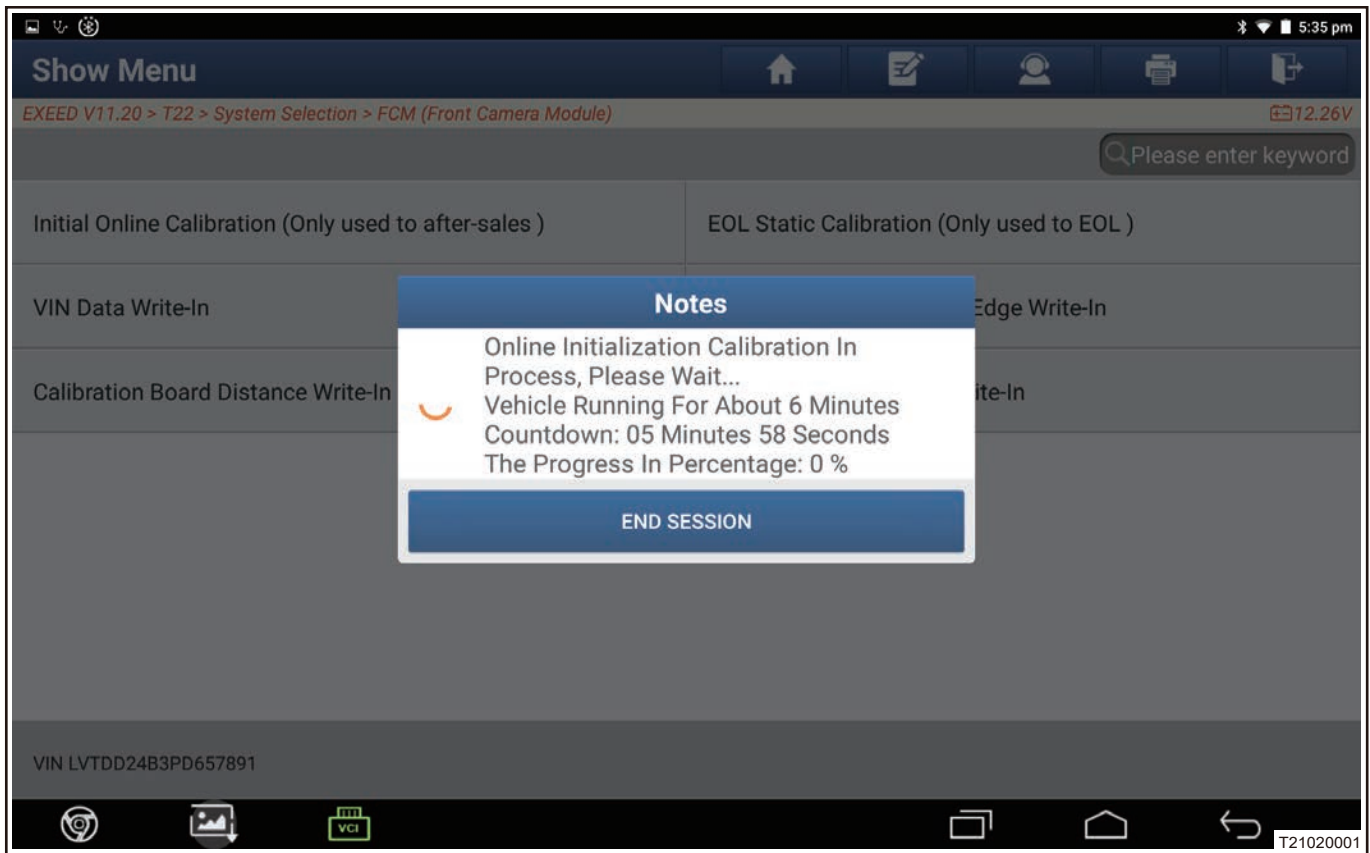 5:35 pm
Show Menu
EXEED V11.20 > T22 > System Selection > FCM (Front Camera Module)
12.26V
Please enter keyword
Initial Online Calibration (Only used to after-sales )
EOL Static Calibration (Only used to EOL )
VIN Data Write-In
Edge Write-In
Calibration Board Distance Write-In
ite-In
Notes
Online Initialization Calibration In
Process, Please Wait...
Vehicle Running For About 6 Minutes
Countdown: 05 Minutes 58 Seconds
The Progress In Percentage: 0 %
END SESSION
VIN LVTDD24B3PD657891
VCI
T21020001